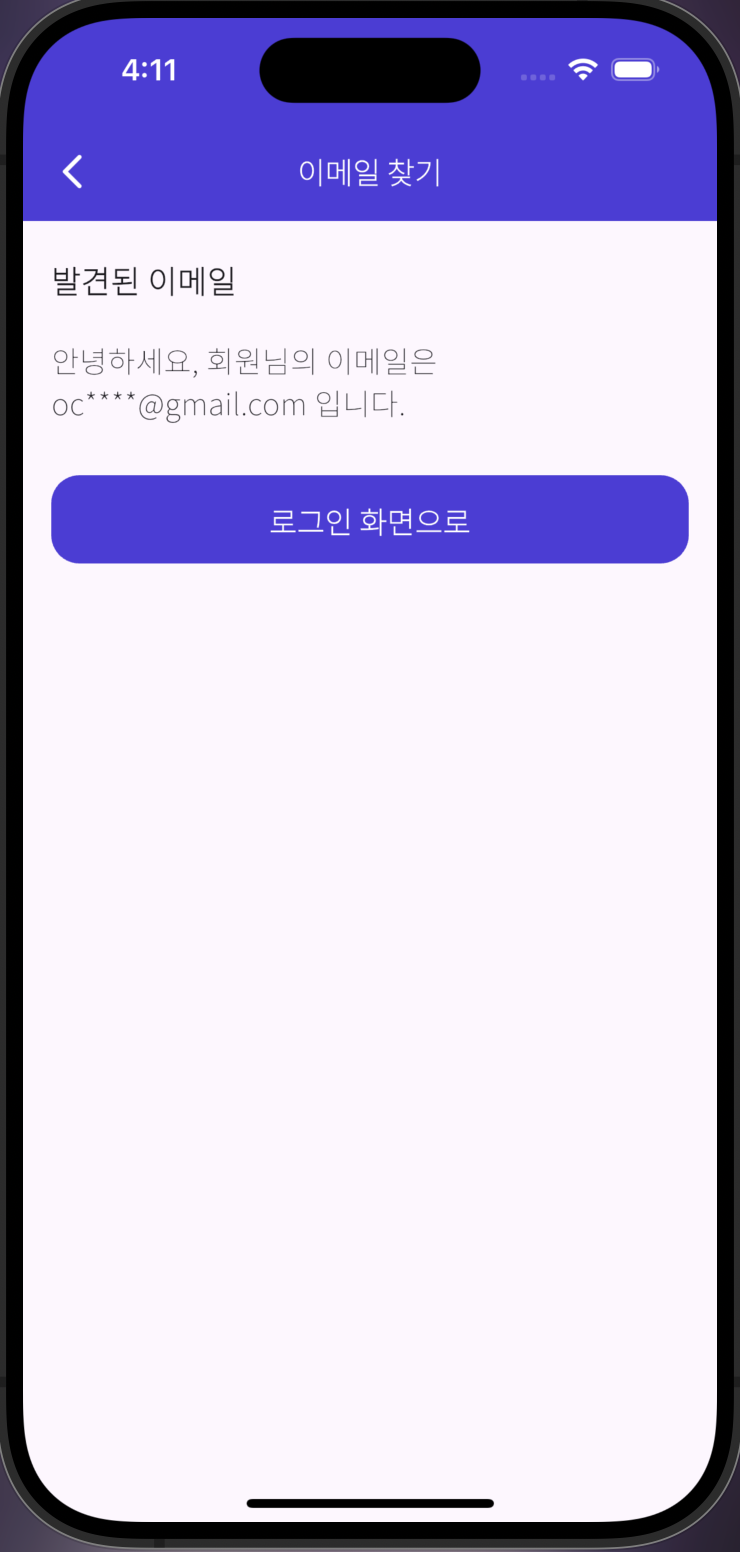 4:11
이메일 찾기
발견된 이메일
안녕하세요, 회원님의 이메일은
oc****@gmail.com 입니다.
로그인 화면으로